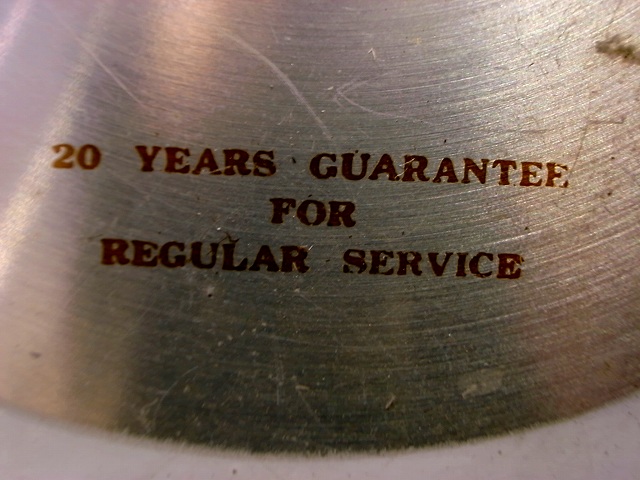 20 YEARS GUARANTEE
FOR
REGULAR SERVICE